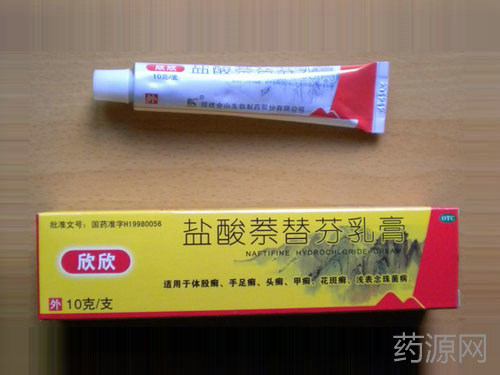 欣欣
盐酸萘替芬乳膏
10克/支
外
批准文号：国药准字H19980056
盐酸萘替芬乳膏
OTC
NAFTIFINE HYDROCHLORIDE CREAM
欣欣
适用于体股癣、手足癣、头癣、甲癣、花斑癣、浅表念珠菌病
外 10克/支
药源网